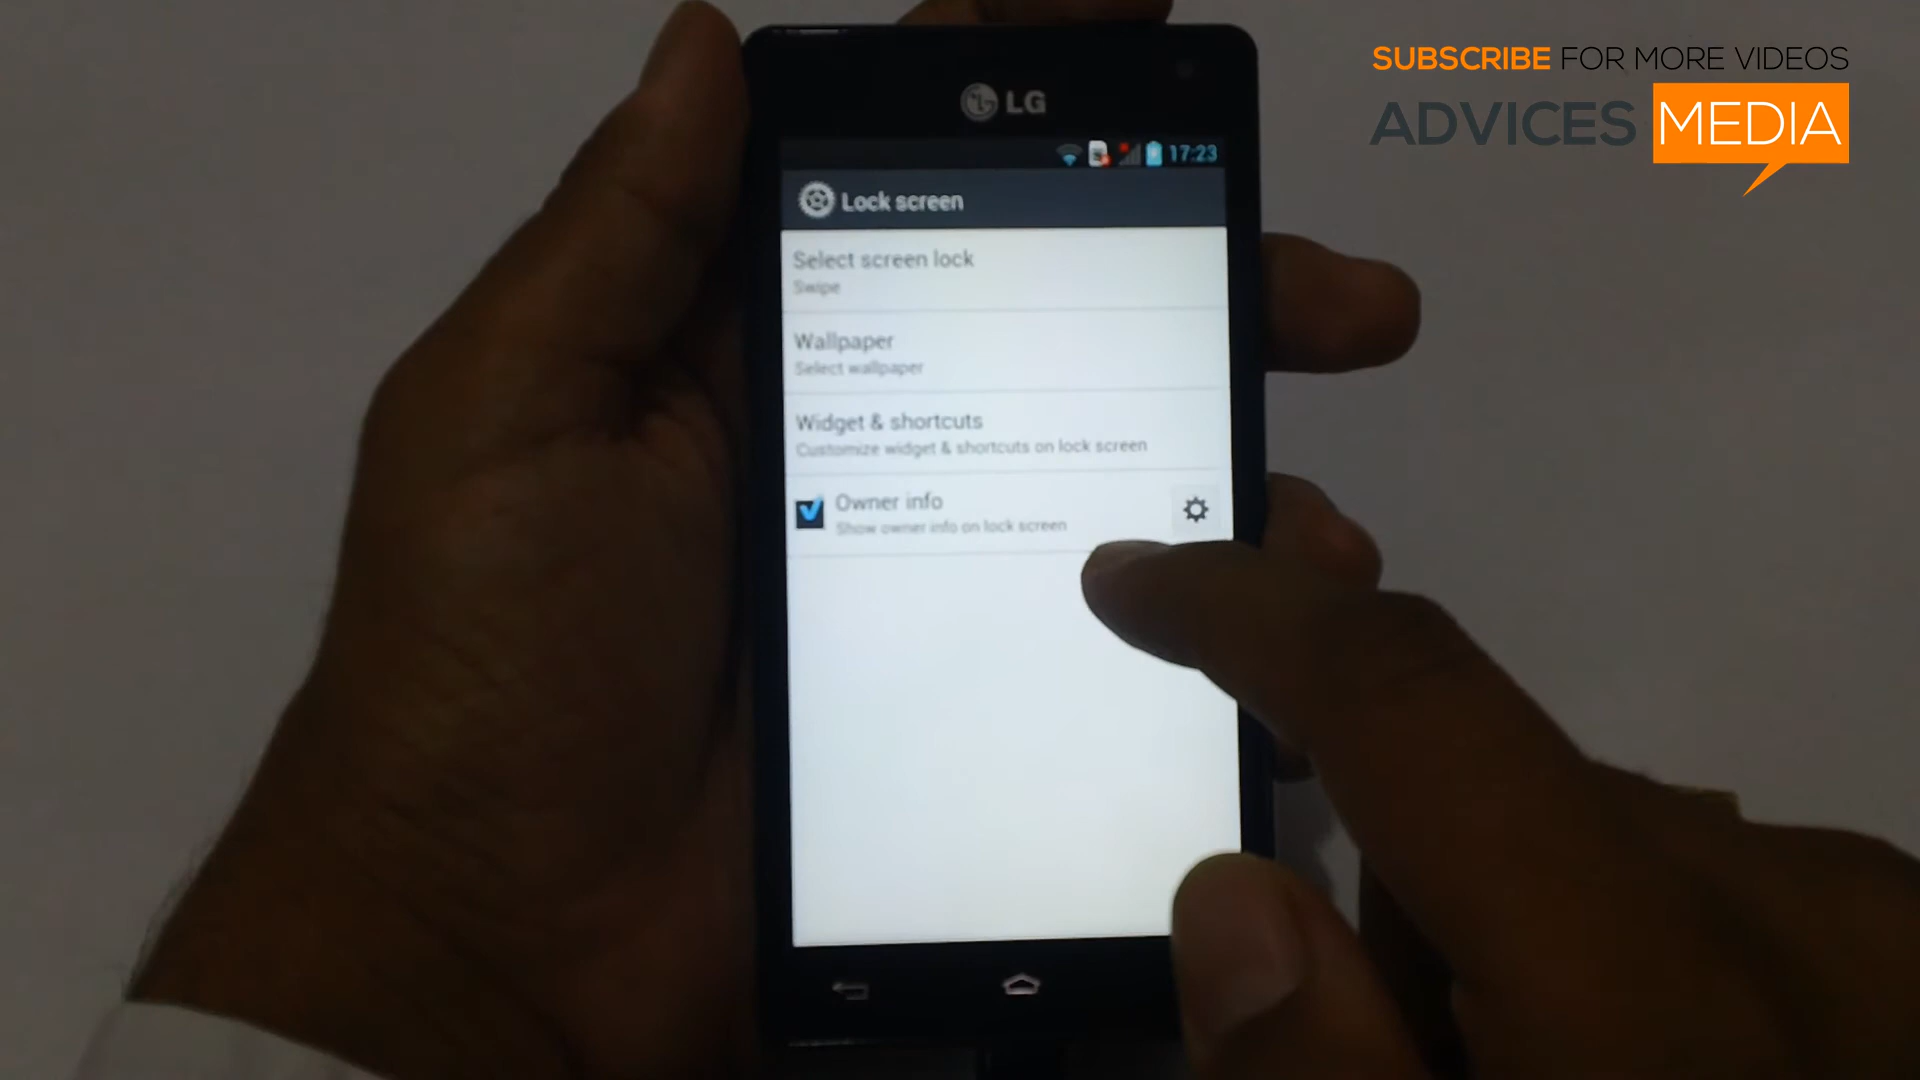 SUBSCRIBE FOR MORE VIDEOS
ADVICES MEDIA
LG
17:23
Lock screen
Select screen lock
Swipe
Wallpaper
Select wallpaper
Widget & shortcuts
Customize widget & shortcuts on lock screen
Owner info
Show owner info on lock screen